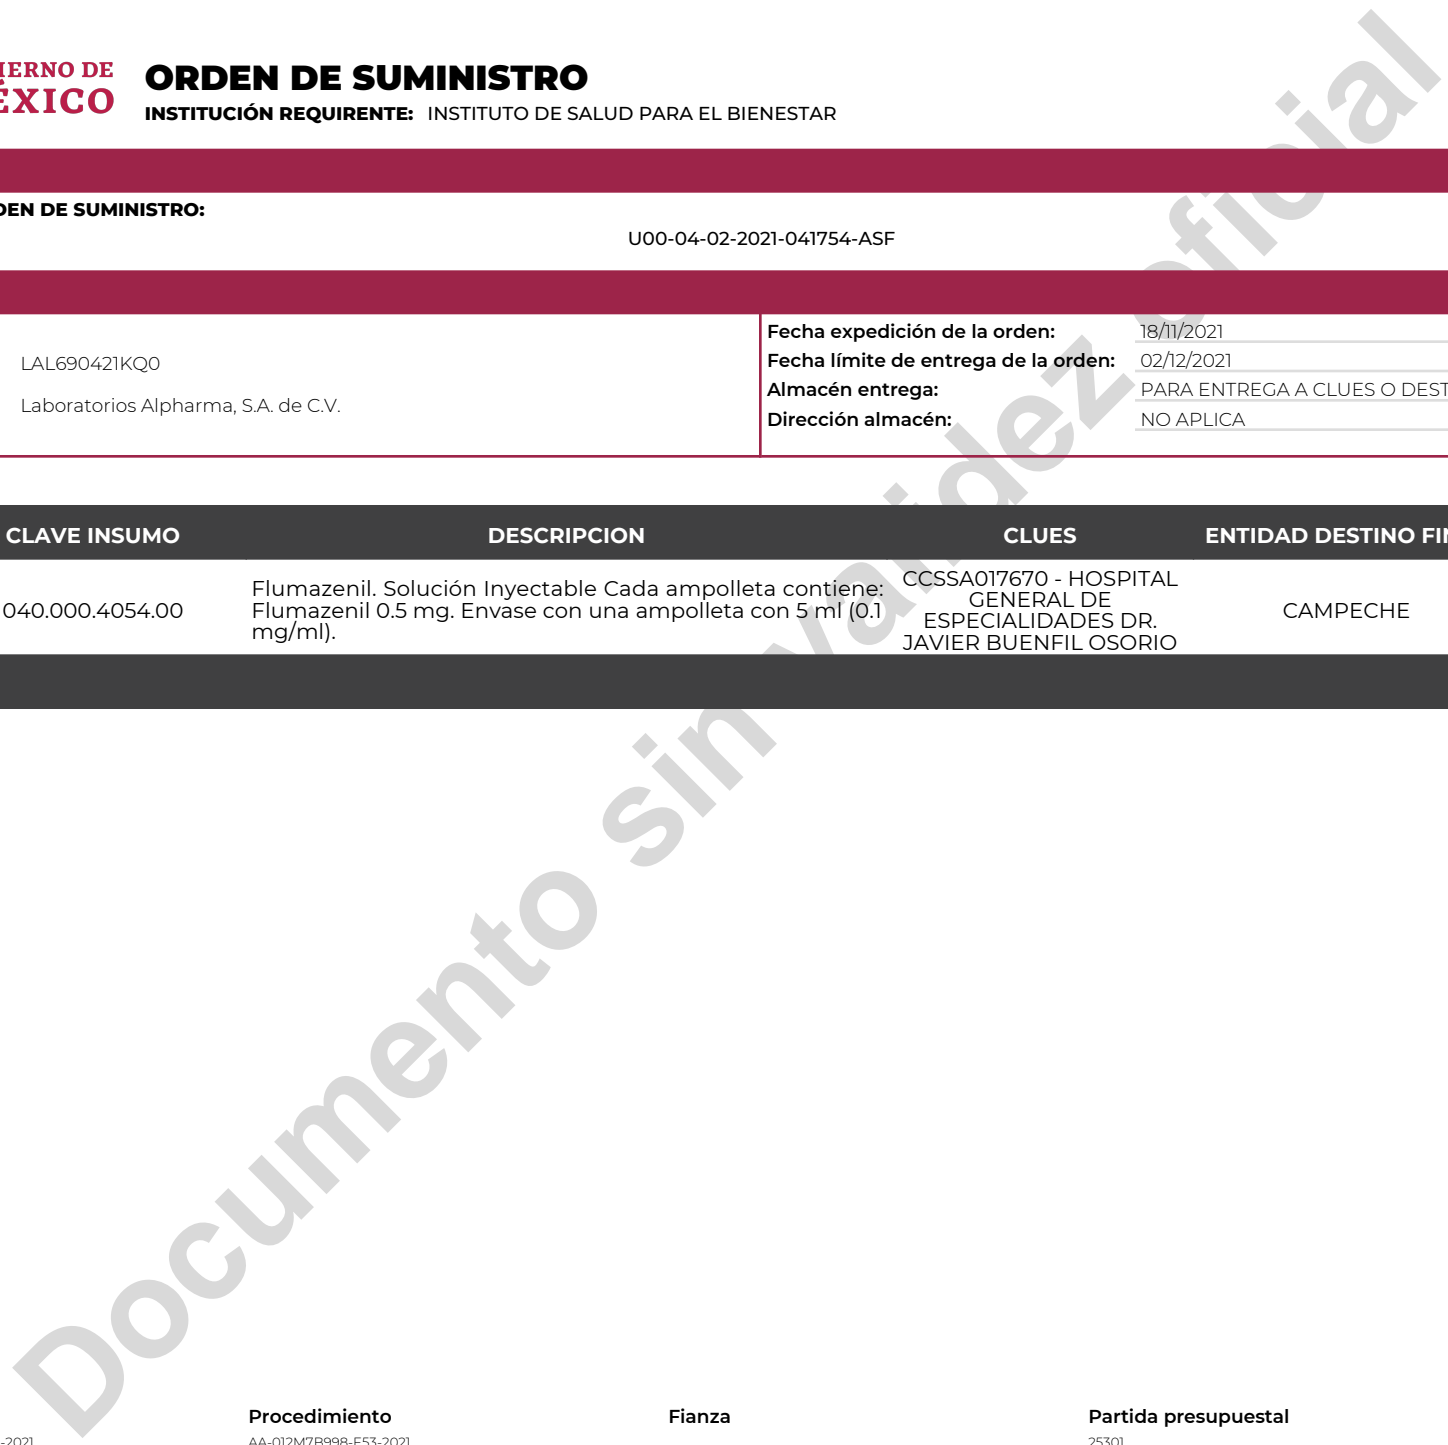 IERNO DE
ÉXICO
ORDEN DE SUMINISTRO
INSTITUCIÓN REQUIRENTE: INSTITUTO DE SALUD PARA EL BIENESTAR
DEN DE SUMINISTRO:
U00-04-02-2021-041754-ASF
LAL690421KQ0
Laboratorios Alpharma, S.A. de C.V.
Fecha expedición de la orden: 18/11/2021
Fecha límite de entrega de la orden: 02/12/2021
Almacén entrega: PARA ENTREGA A CLUES O DEST
Dirección almacén: NO APLICA
CLAVE INSUMO DESCRIPCION CLUES ENTIDAD DESTINO FIN
040.000.4054.00
Flumazenil. Solución Inyectable Cada ampolleta contiene:
Flumazenil 0.5 mg. Envase con una ampolleta con 5 ml (0.1
mg/ml).
CCSSA017670 - HOSPITAL
GENERAL DE
ESPECIALIDADES DR.
JAVIER BUENFIL OSORIO
CAMPECHE
Documento sin validez oficial
Procedimiento Fianza Partida presupuestal
-2021 AA-012M7B998-E53-2021 25301